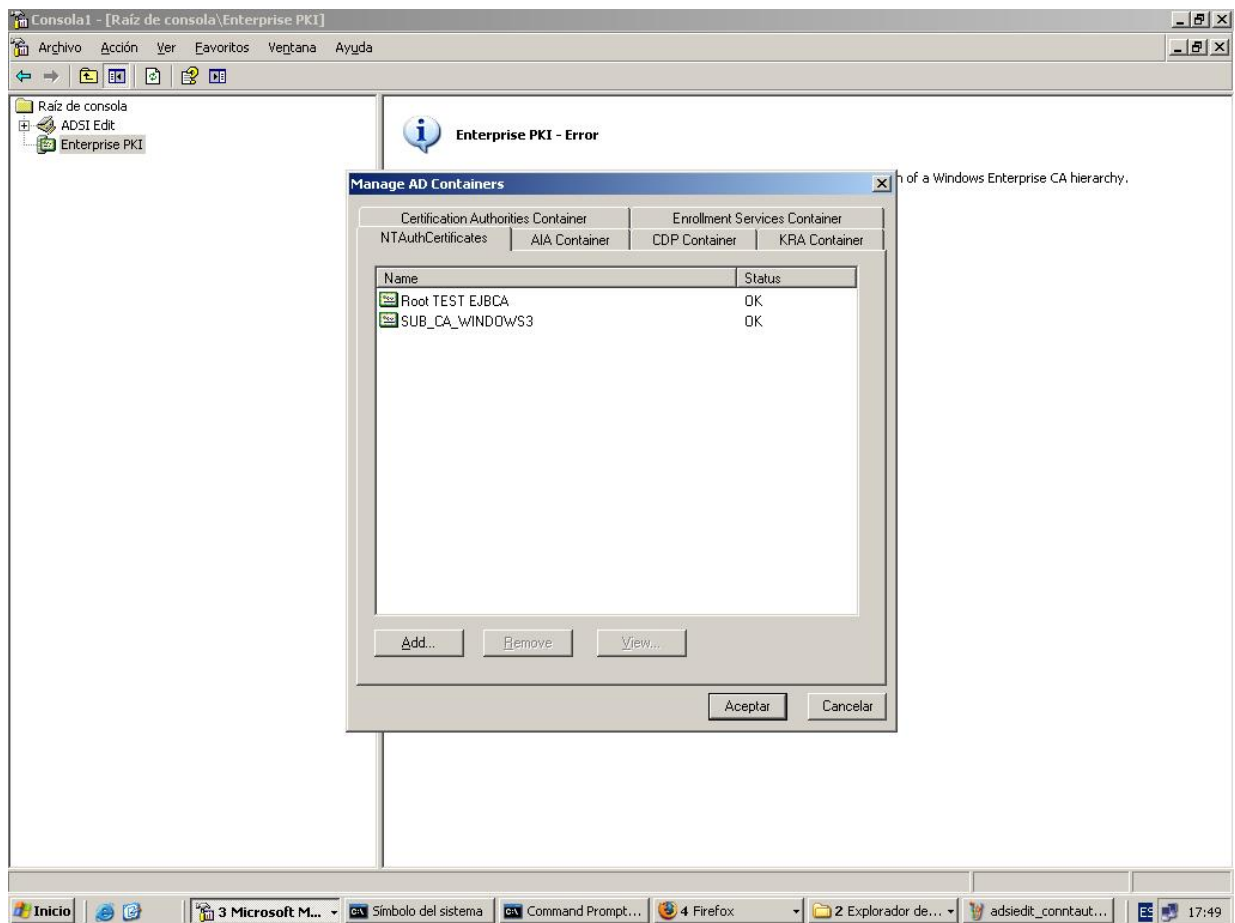 Consola1 - [Raíz de consola\Enterprise PKI]
Archivo Acción Ver Favoritos Ventana Ayuda
Raíz de consola
ADSI Edit
Enterprise PKI
Enterprise PKI - Error
of a Windows Enterprise CA hierarchy.
Manage AD Containers
Certification Authorities Container Enrollment Services Container
NTAuthCertificates AIA Container CDP Container KRA Container
Name Status
Root TEST EJBCA OK
SUB_CA_WINDOWS3 OK
Add... Remove View...
Aceptar Cancelar
Inicio 3 Microsoft M... Símbolo del sistema Command Prompt... 4 Firefox 2 Explorador de... adsiedit_conntaut... ES 17:49